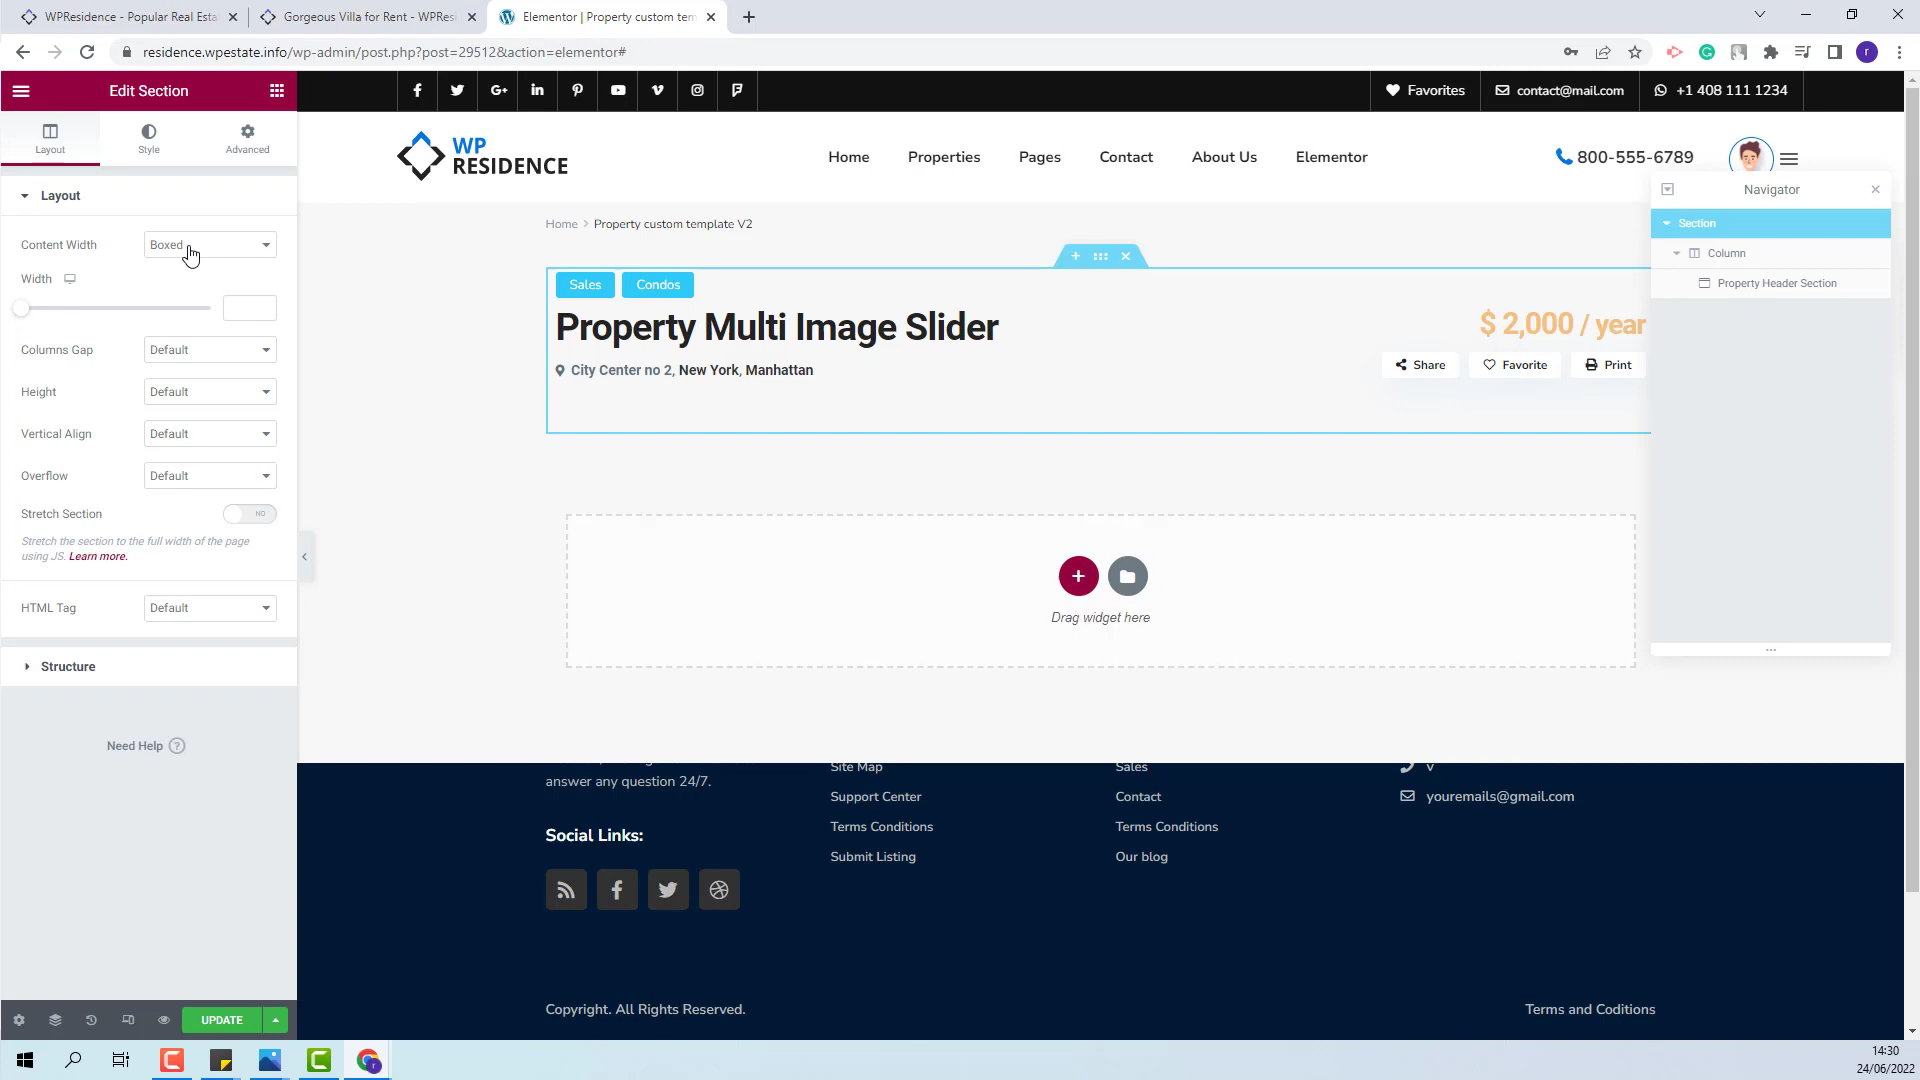 WPResidence - Popular Real Esta
Gorgeous Villa for Rent - WPResi
Elementor | Property custom tem
residence.wpestate.info/wp-admin/post.php?post=29512&action=elementor#
Edit Section
Favorites
contact@mail.com
+1 408 111 1234
Layout
Style
Advanced
WP
RESIDENCE
Home
Properties
Pages
Contact
About Us
Elementor
800-555-6789
Navigator
Layout
Section
Home > Property custom template V2
Content Width
Boxed
Column
Width
Property Header Section
Sales
Condos
Property Multi Image Slider
$ 2,000 / year
Columns Gap
Default
City Center no 2, New York, Manhattan
Share
Favorite
Print
Height
Default
Vertical Align
Default
Overflow
Default
Stretch Section
NO
Stretch the section to the full width of the page
using JS. Learn more.
HTML Tag
Default
Drag widget here
Structure
Need Help ?
answer any question 24/7.
Site Map
Sales
v
Support Center
Contact
youremails@gmail.com
Terms Conditions
Terms Conditions
Social Links:
Submit Listing
Our blog
Copyright. All Rights Reserved.
Terms and Coditions
UPDATE
14:30
24/06/2022